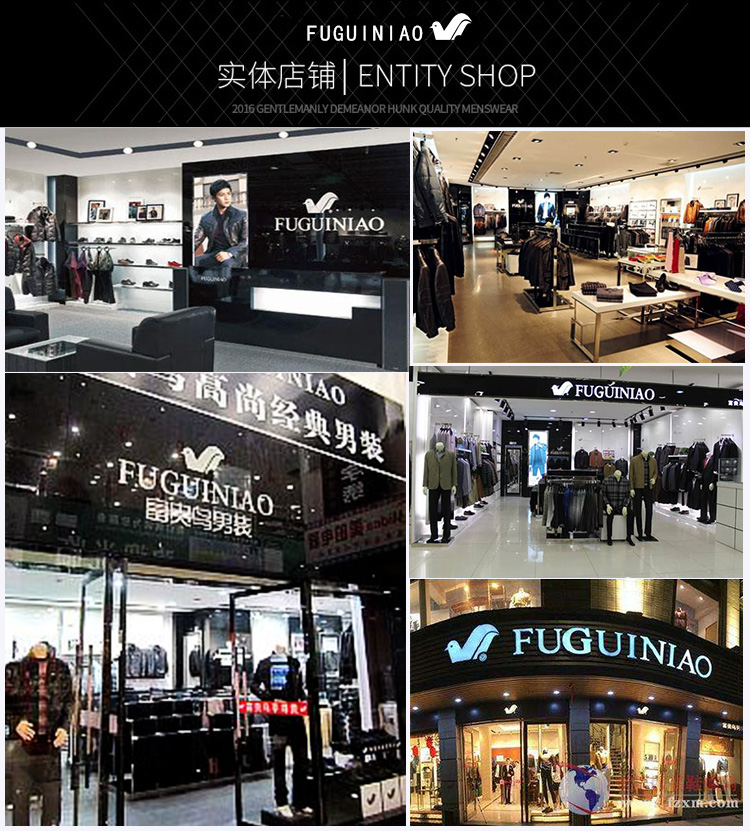 FUGUINIAO
实体店铺 | ENTITY SHOP
2016 GENTLEMANLY DEMEANOR HUNK QUALITY MENSWEAR
FUGUINIAO
FUGUINIAO
FUGUINIAO
高尚经典男装
FUGUINIAO
富贵鸟男装
FUGUINIAO